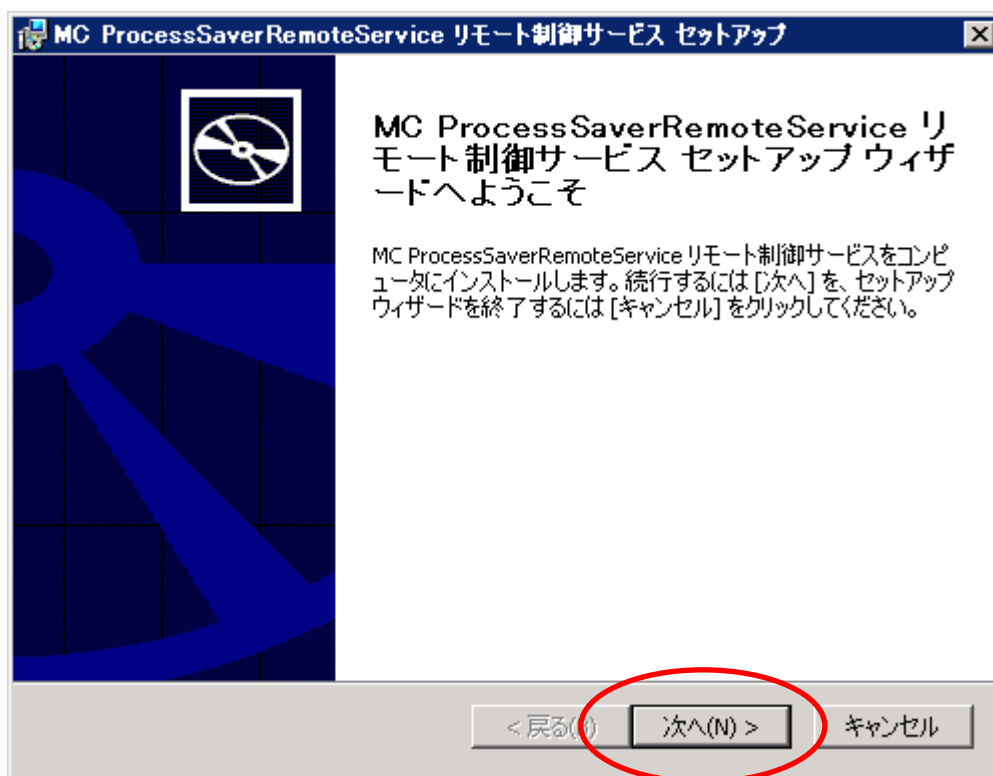 MC ProcessSaverRemoteService リモート制御サービス セットアップ
MC ProcessSaverRemoteService リ
モート制御サービス セットアップ ウィザ
ードへようこそ
MC ProcessSaverRemoteService リモート制御サービスをコンピ
ュータにインストールします。続行するには [次へ] を、セットアップ
ウィザードを終了するには [キャンセル] をクリックしてください。
< 戻る(B)
次へ(N) >
キャンセル